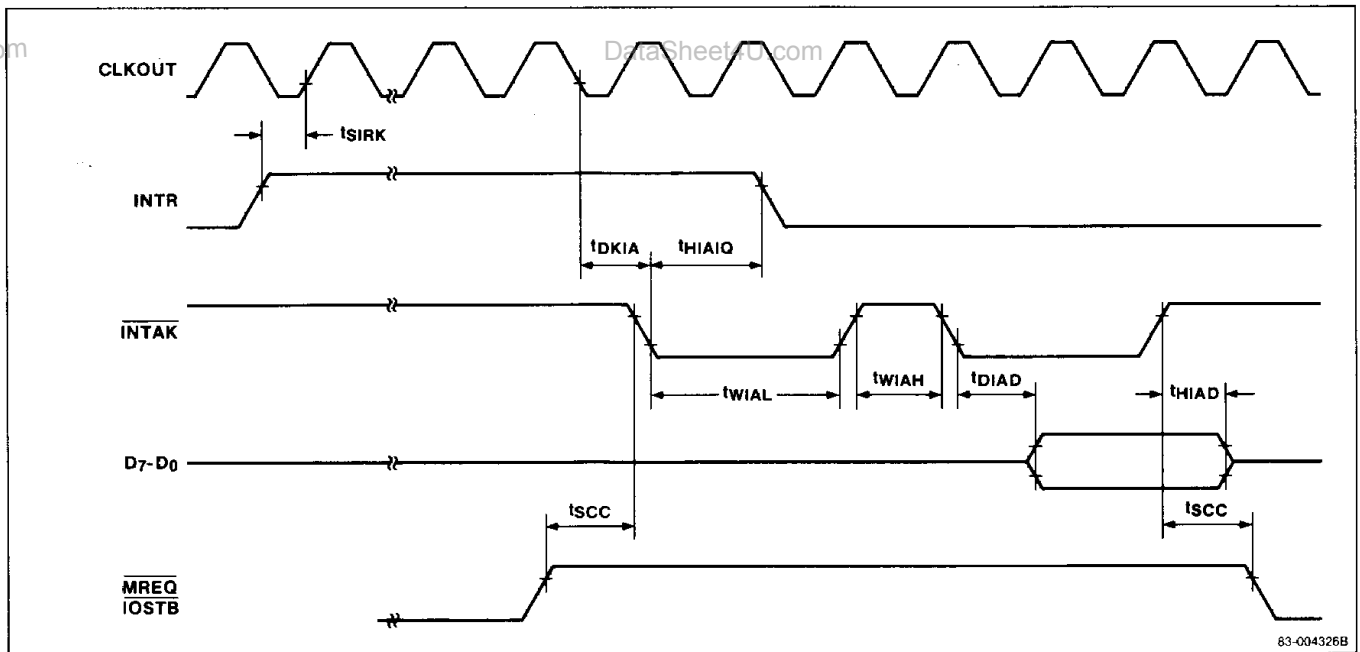 om
DataSheet4U.com
CLKOUT
tSIRK
INTR
tDKIA
tHIAIQ
INTAK
tWIAL
tWIAH
tDIAD
tHIAD
D7-D0
tSCC
tSCC
MREQ
IOSTB
83-004326B